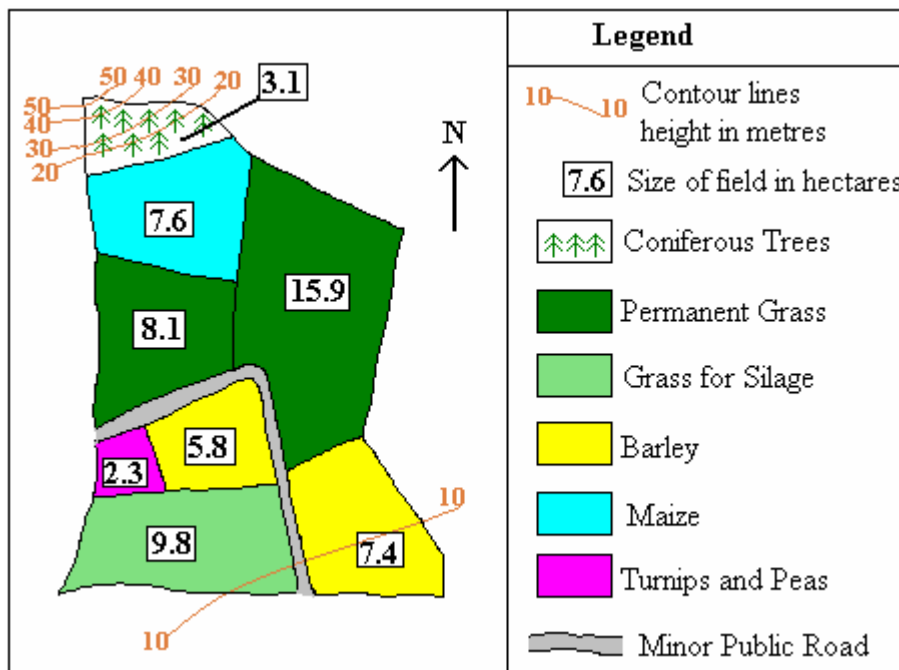 Legend
10 10 Contour lines
height in metres
7.6 Size of field in hectares
Coniferous Trees
Permanent Grass
Grass for Silage
Barley
Maize
Turnips and Peas
Minor Public Road
50 40 30 20 3.1
50
40
30
20
N
7.6
15.9
8.1
5.8
2.3
10
9.8
7.4
10